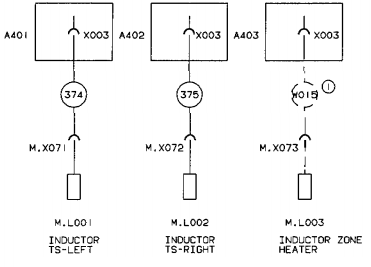 A401 X003 A402 X003 A403 X003
374 375 W015 1
M.X071 M.X072 M.X073
M.L001 M.L002 M.L003
INDUCTOR INDUCTOR INDUCTOR ZONE
TS-LEFT TS-RIGHT HEATER